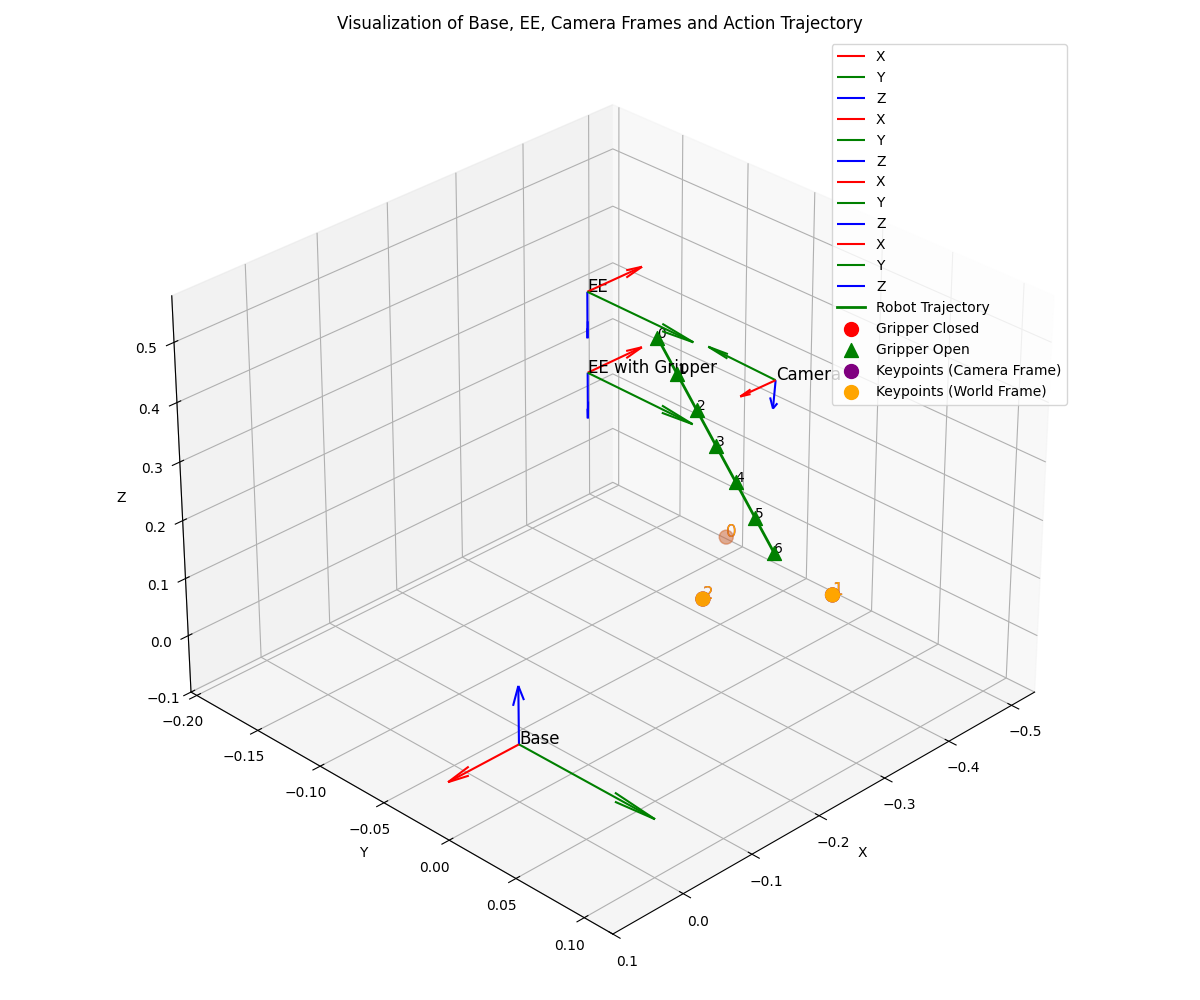 Visualization of Base, EE, Camera Frames and Action Trajectory
X
Y
Z
X
Y
Z
X
Y
Z
X
Y
Z
Robot Trajectory
Gripper Closed
Gripper Open
Keypoints (Camera Frame)
Keypoints (World Frame)
EE
EE with Gripper
Camera
Base
0
1
2
3
4
5
6
0
1
2
Z
0.5
0.4
0.3
0.2
0.1
0.0
−0.1
−0.20
−0.15
−0.10
−0.05
0.00
0.05
0.10
Y
−0.5
−0.4
−0.3
−0.2
−0.1
0.0
0.1
X